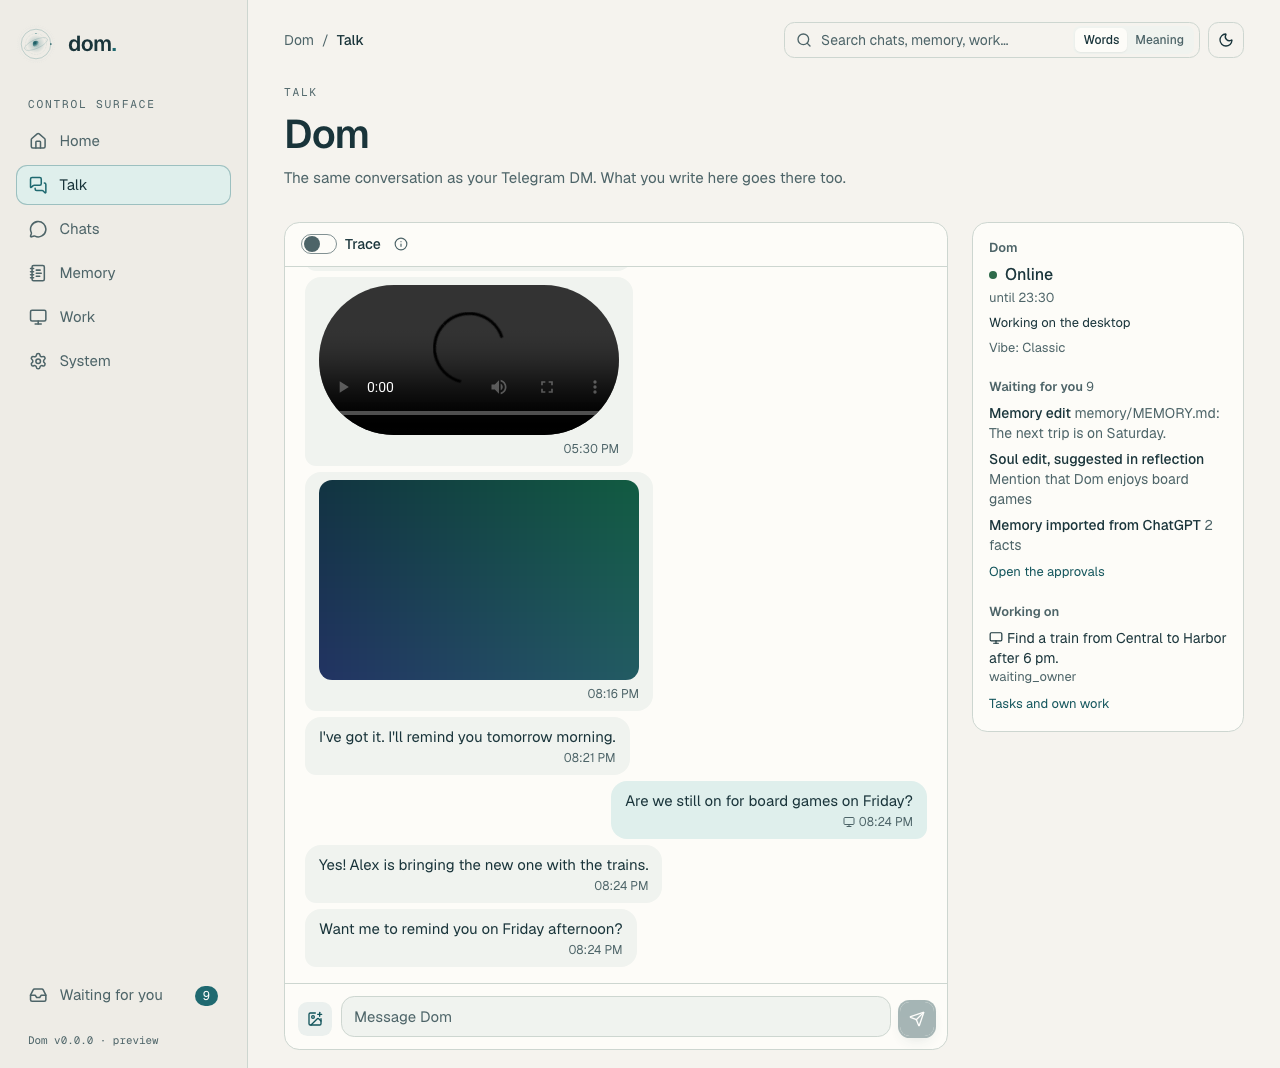 dom.
CONTROL SURFACE
Home
Talk
Chats
Memory
Work
System
Waiting for you 9
Dom v0.0.0 · preview
Dom / Talk
Search chats, memory, work...
Words Meaning
TALK
Dom
The same conversation as your Telegram DM. What you write here goes there too.
Trace
0:00
05:30 PM
08:16 PM
I've got it. I'll remind you tomorrow morning.
08:21 PM
Are we still on for board games on Friday?
08:24 PM
Yes! Alex is bringing the new one with the trains.
08:24 PM
Want me to remind you on Friday afternoon?
08:24 PM
Message Dom
Dom
Online
until 23:30
Working on the desktop
Vibe: Classic
Waiting for you 9
Memory edit memory/MEMORY.md:
The next trip is on Saturday.
Soul edit, suggested in reflection
Mention that Dom enjoys board
games
Memory imported from ChatGPT 2
facts
Open the approvals
Working on
Find a train from Central to Harbor
after 6 pm.
waiting_owner
Tasks and own work